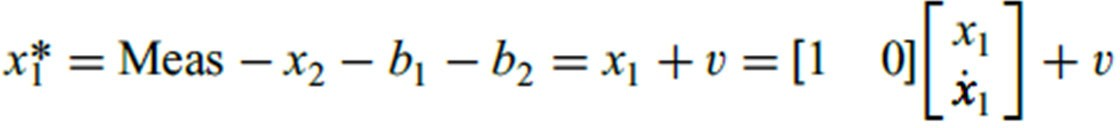 x₁* = Meas − x₂ − b₁ − b₂ = x₁ + v = [1 0] [x₁ ẋ₁] + v